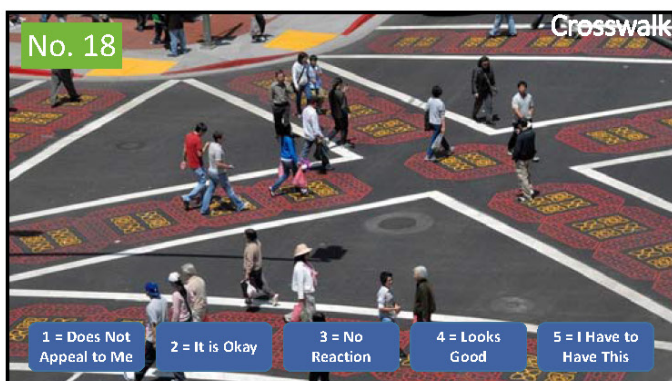 No. 18
Crosswalk
1 = Does Not
Appeal to Me
2 = It is Okay
3 = No
Reaction
4 = Looks
Good
5 = I Have to
Have This